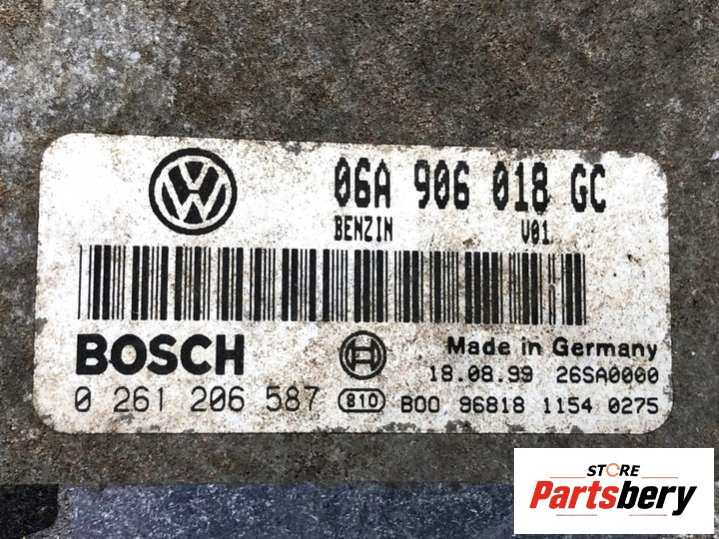 06A 906 018 GC
BENZIN V01
BOSCH
Made in Germany
18.08.99 26SA0000
0 261 206 587 810 B00 96818 1154 0275
STORE
Partsbery